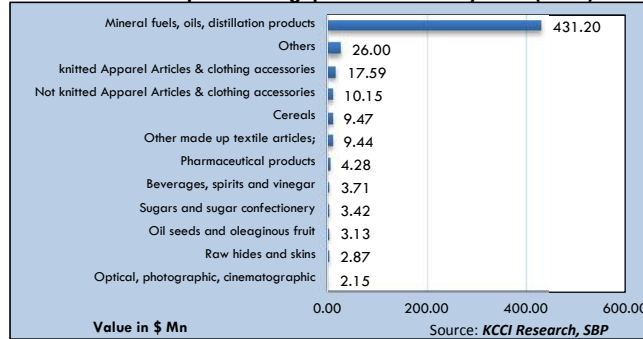 Mineral fuels, oils, distillation products 431.20
Others 26.00
knitted Apparel Articles & clothing accessories 17.59
Not knitted Apparel Articles & clothing accessories 10.15
Cereals 9.47
Other made up textile articles; 9.44
Pharmaceutical products 4.28
Beverages, spirits and vinegar 3.71
Sugars and sugar confectionery 3.42
Oil seeds and oleaginous fruit 3.13
Raw hides and skins 2.87
Optical, photographic, cinematographic 2.15
0.00 200.00 400.00 600.00
Value in $ Mn Source: KCCI Research, SBP